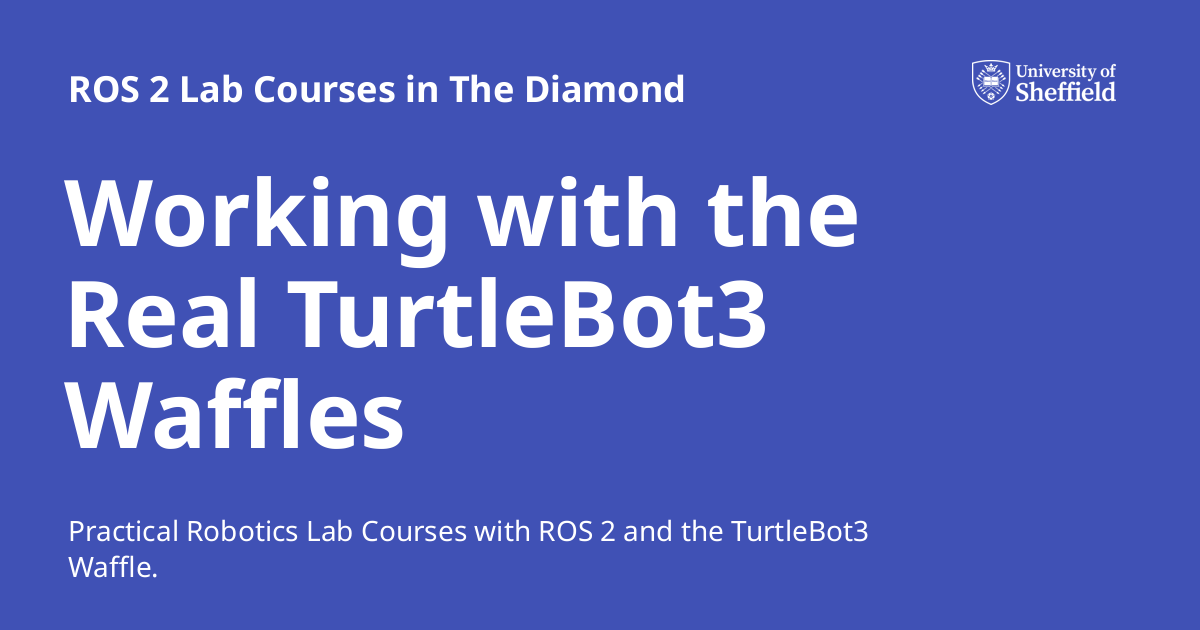 ROS 2 Lab Courses in The Diamond
University of
Sheffield
Working with the
Real TurtleBot3
Waffles
Practical Robotics Lab Courses with ROS 2 and the TurtleBot3
Waffle.